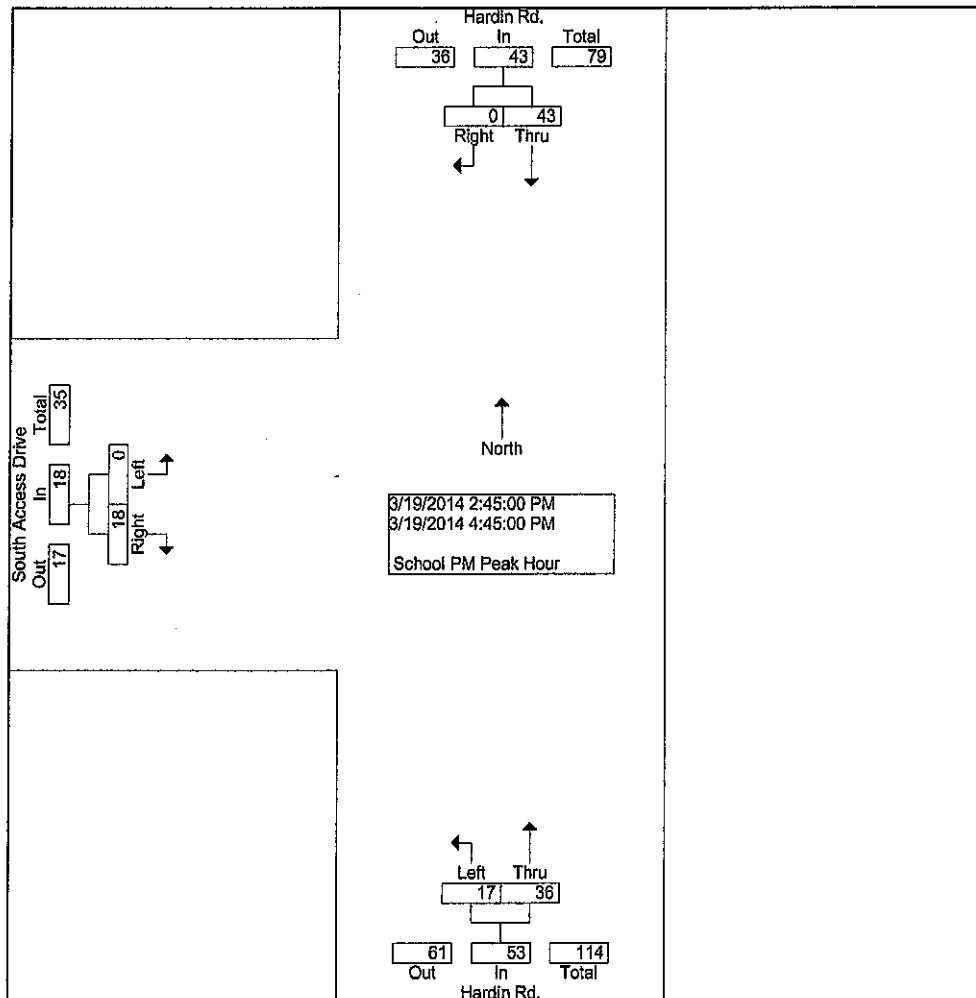 Hardin Rd.
Out In Total
36 43 79
0 43
Right Thru
South Access Drive
Total 35
In 18
Out 17
0 Left
18 Right
North
3/19/2014 2:45:00 PM
3/19/2014 4:45:00 PM
School PM Peak Hour
Left Thru
17 36
61 53 114
Out In Total
Hardin Rd.